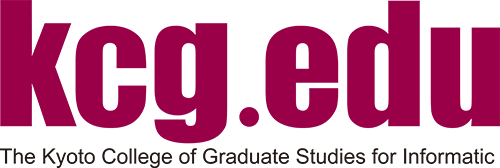 kcg.edu
The Kyoto College of Graduate Studies for Informatic